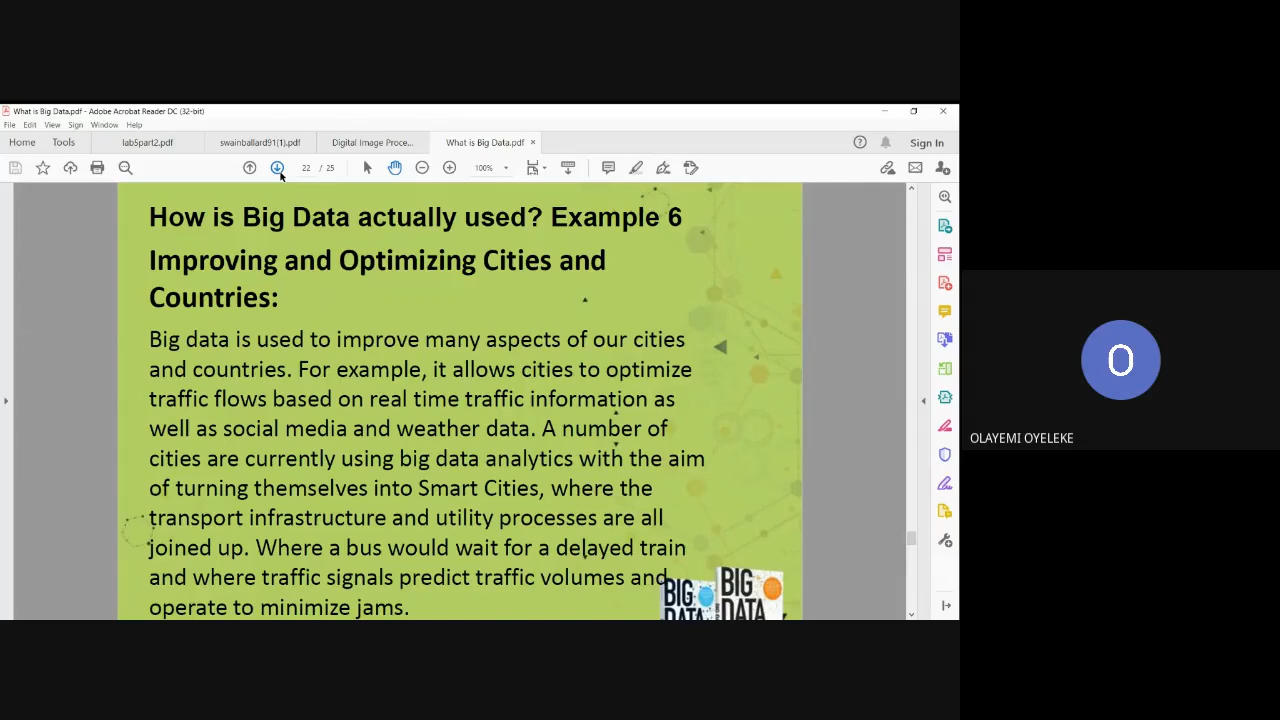 What is Big Data.pdf - Adobe Acrobat Reader DC (32-bit)
File Edit View Sign Window Help
Home Tools lab5part2.pdf swainballard91(1).pdf Digital Image Proce... What is Big Data.pdf × Sign In
22 / 25 100%
How is Big Data actually used? Example 6
Improving and Optimizing Cities and
Countries:
Big data is used to improve many aspects of our cities
and countries. For example, it allows cities to optimize
traffic flows based on real time traffic information as
well as social media and weather data. A number of
cities are currently using big data analytics with the aim
of turning themselves into Smart Cities, where the
transport infrastructure and utility processes are all
joined up. Where a bus would wait for a delayed train
and where traffic signals predict traffic volumes and
operate to minimize jams.
BIG
DATA
BIG
DATA
O
OLAYEMI OYELEKE